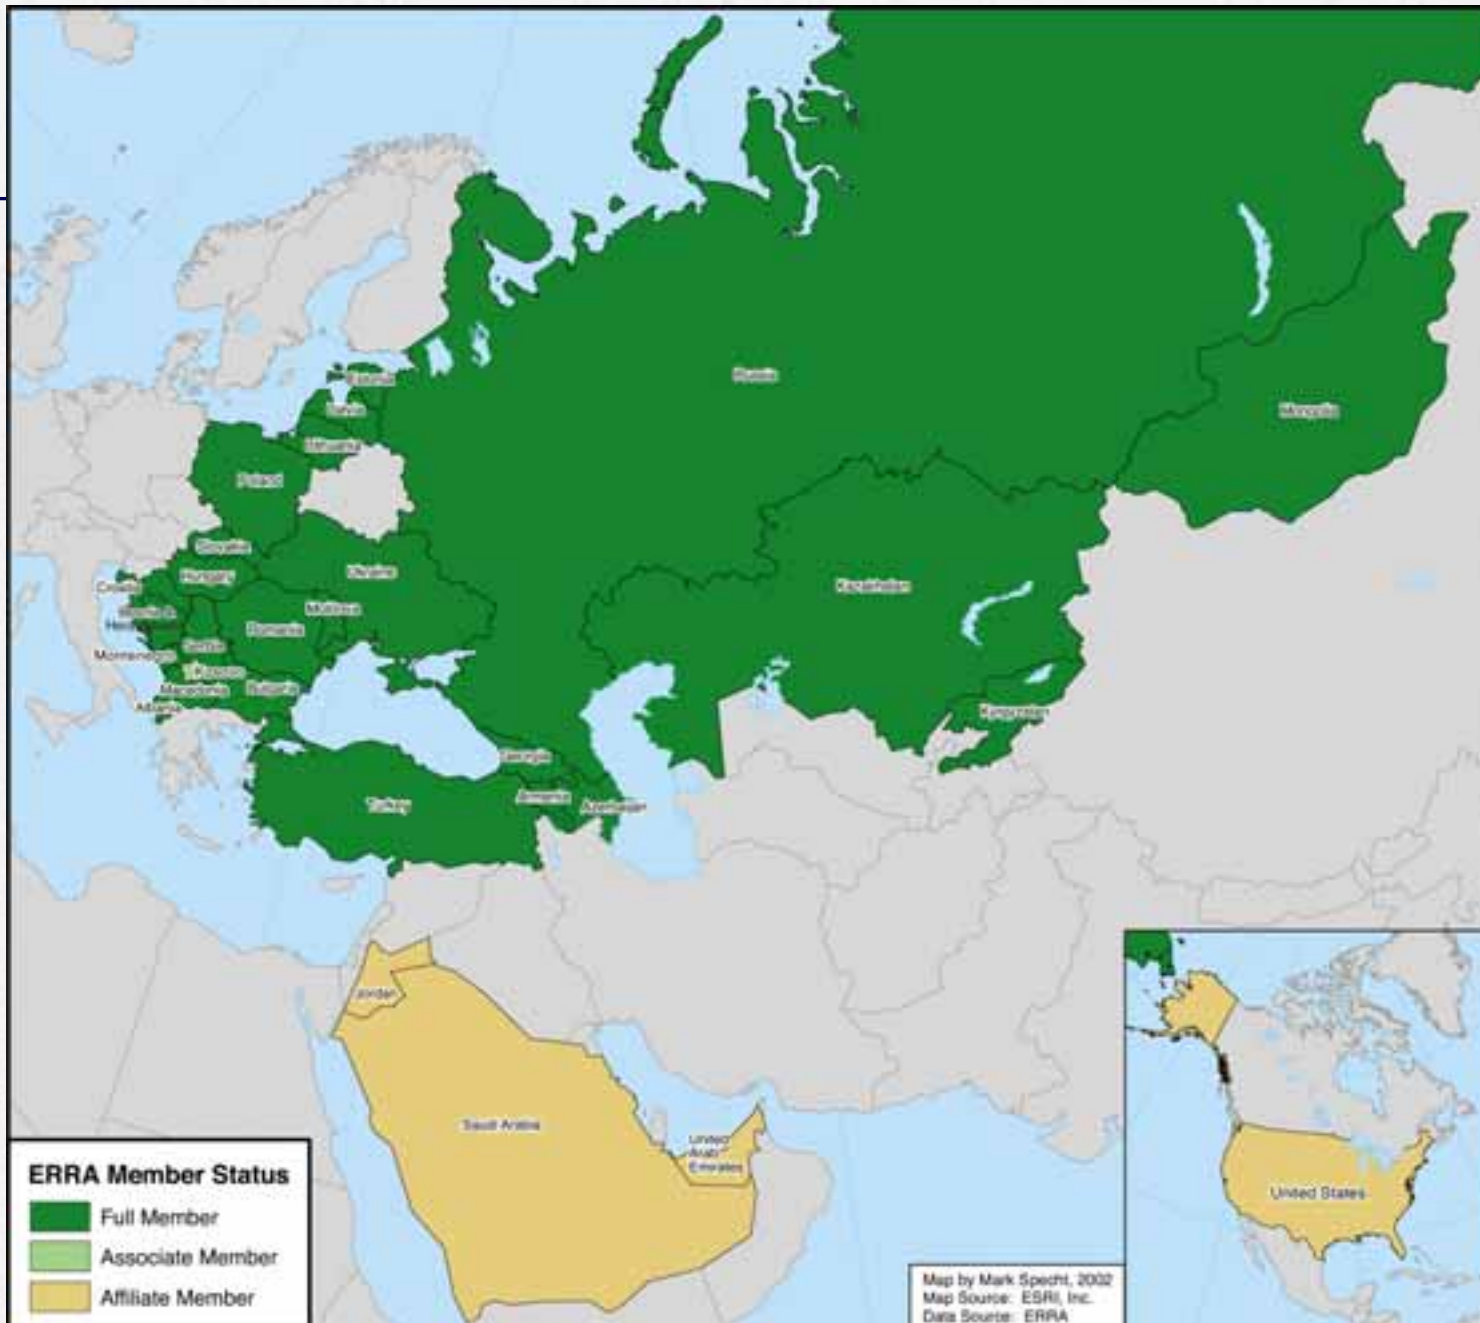 Russia
Mongolia
Estonia
Latvia
Lithuania
Poland
Slovakia
Ukraine
Hungary
Kazakhstan
Croatia
Moldova
Bosnia &
Romania
Serbia
Montenegro
Kosovo
Macedonia
Bulgaria
Albania
Kyrgyzstan
Georgia
Armenia
Azerbaijan
Turkey
Jordan
Saudi Arabia
United
Arab
Emirates
United States
ERRA Member Status
Full Member
Associate Member
Affiliate Member
Map by Mark Specht, 2002
Map Source: ESRI, Inc.
Data Source: ERRA